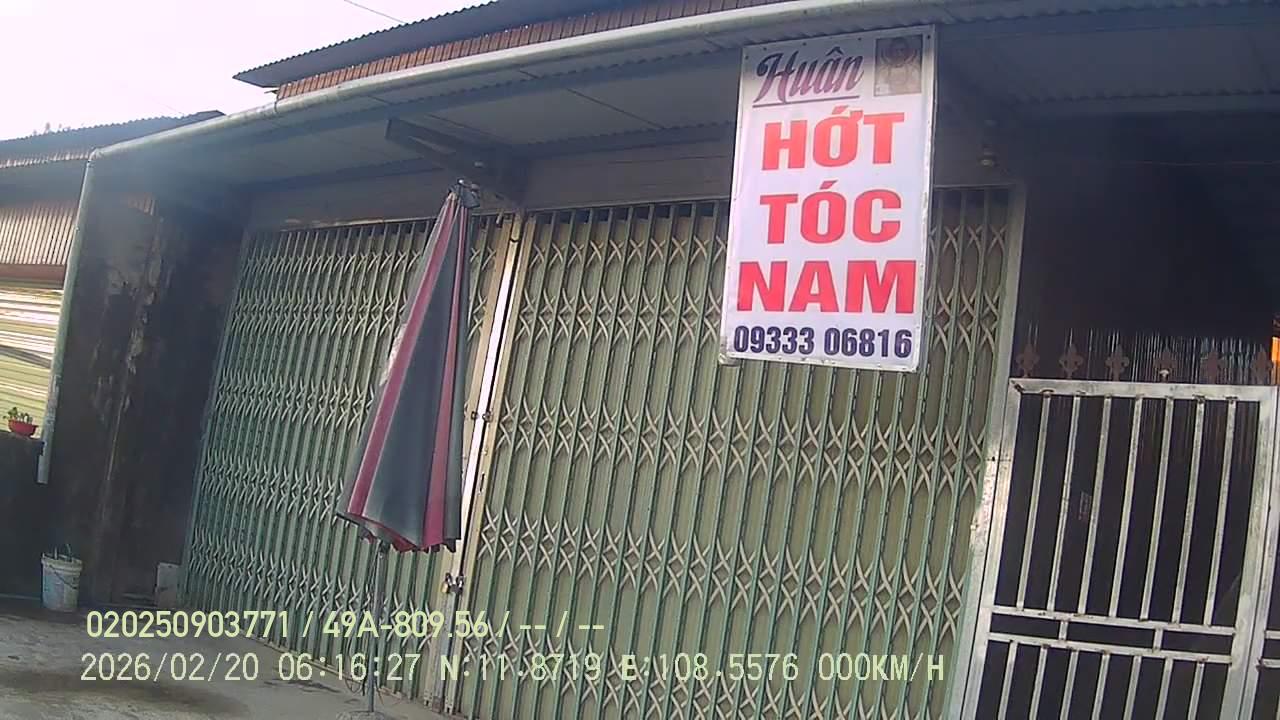 Huân
HỚT
TÓC
NAM
09333 06816
020250903771 / 49A-809.56 / -- / --
2026/02/20 06:16:27 N:11.8719 E:108.5576 000KM/H